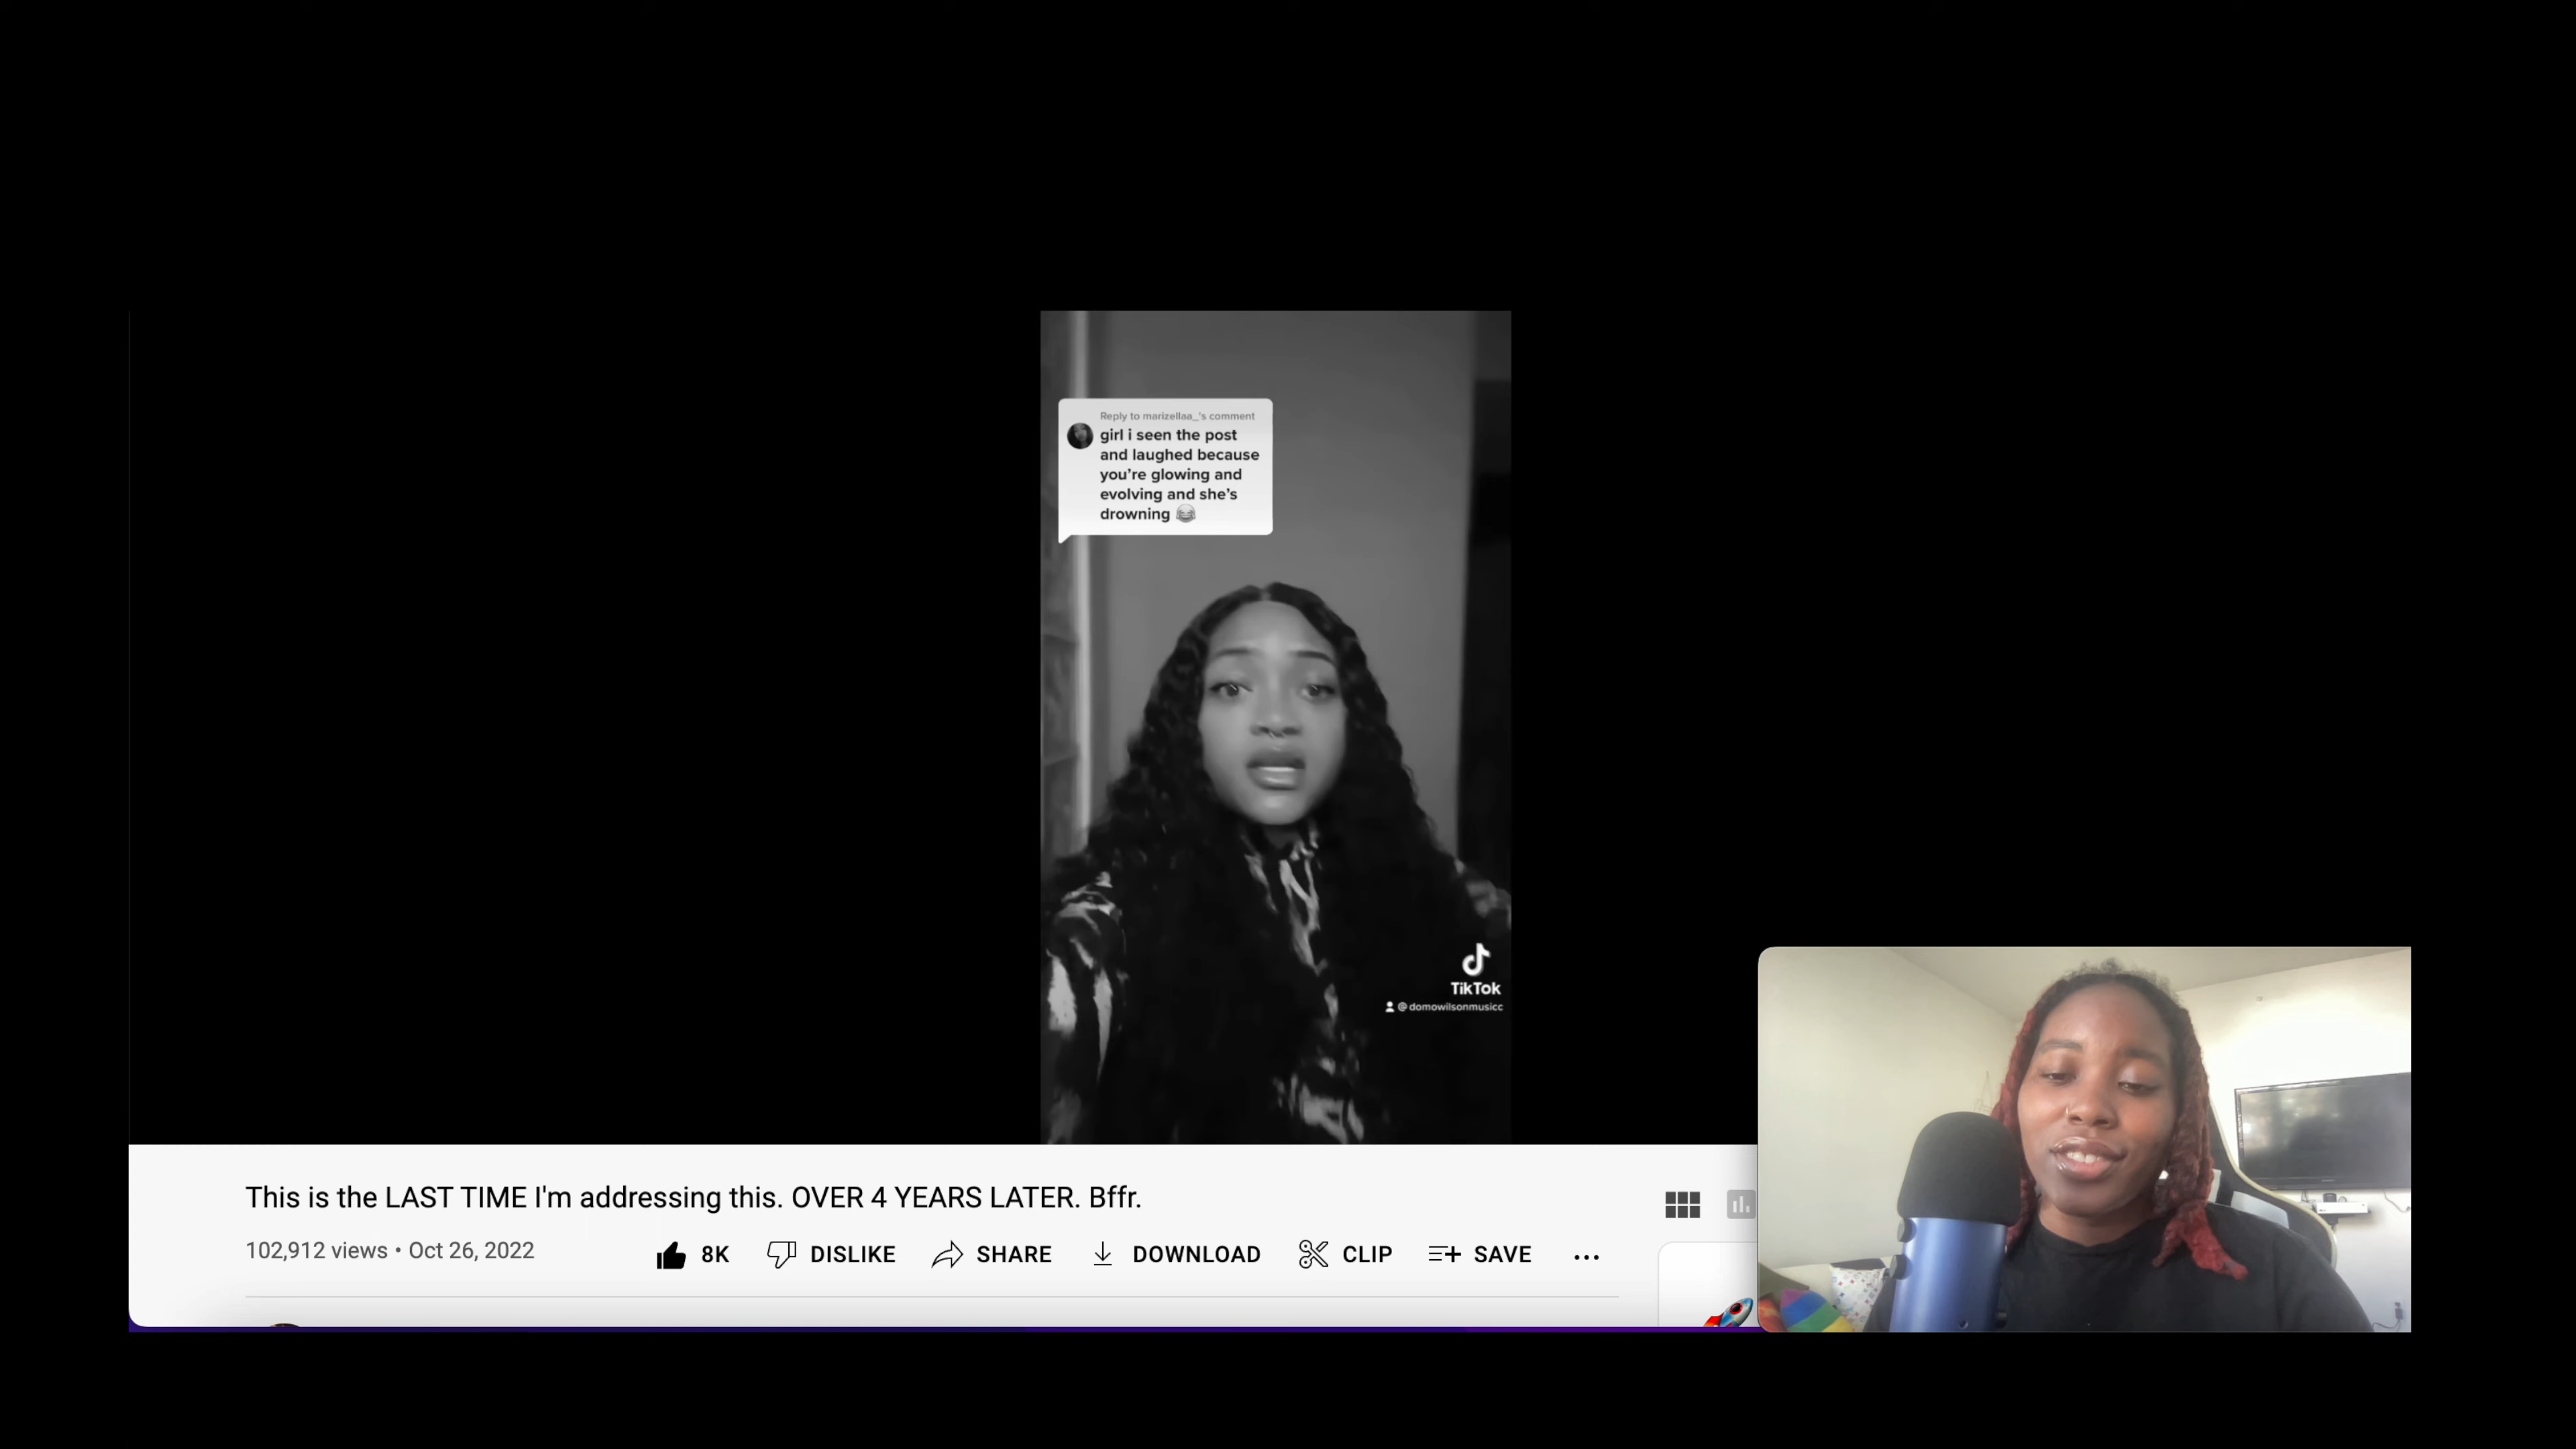 Reply to marizellaa_'s comment
girl i seen the post
and laughed because
you're glowing and
evolving and she's
drowning 😂
TikTok
@domowilsonmusicc
This is the LAST TIME I'm addressing this. OVER 4 YEARS LATER. Bffr.
102,912 views • Oct 26, 2022
8K DISLIKE SHARE DOWNLOAD CLIP SAVE ...